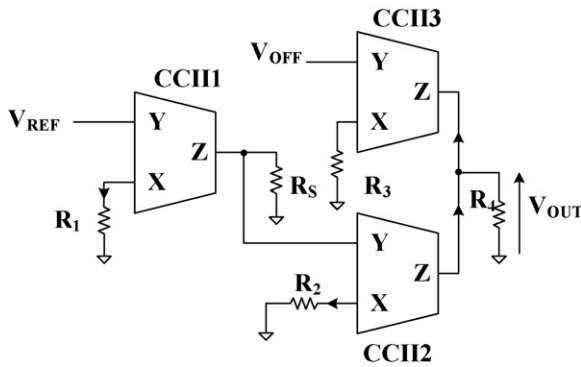 CCII3
V_OFF
Y
Z
X
CCII1
V_REF
Y
Z
X
R_S
R_3
R_1
R_4
V_OUT
Y
Z
R_2
X
CCII2